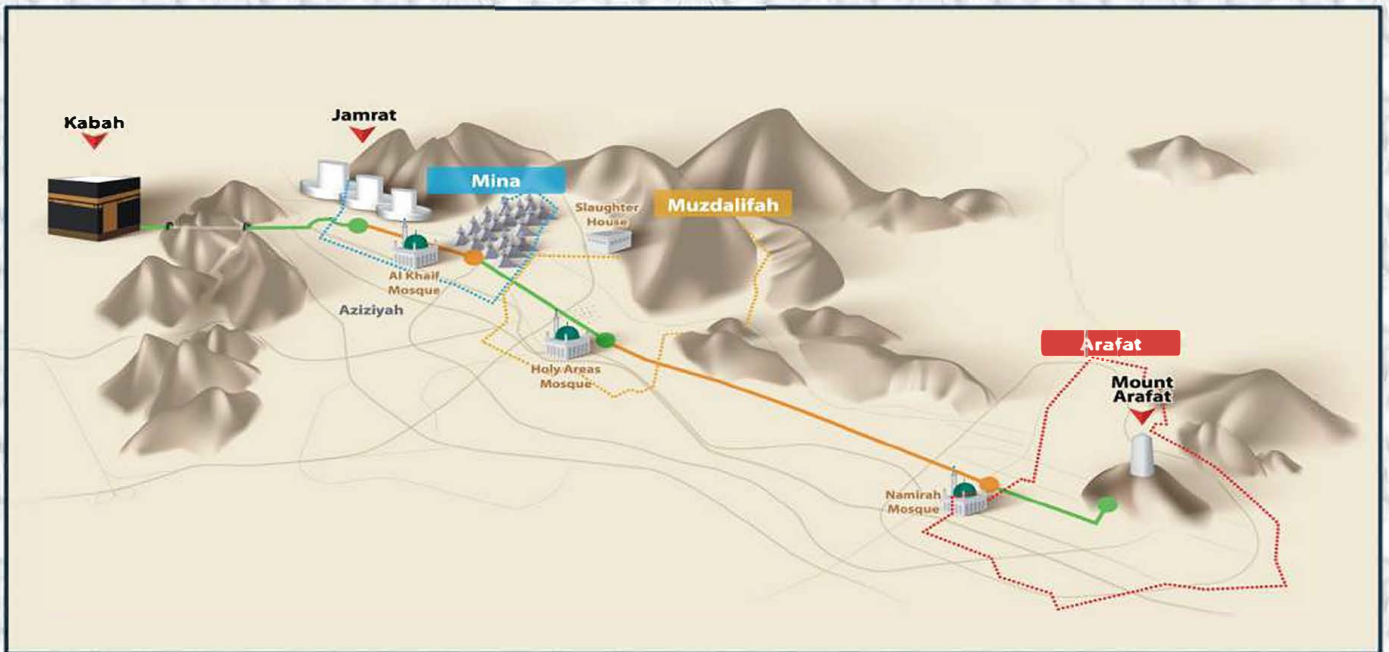 Kabah
Jamrat
Mina
Slaughter
House
Muzdalifah
Al Khaif
Mosque
Aziziyah
Holy Areas
Mosque
Arafat
Mount
Arafat
Namirah
Mosque